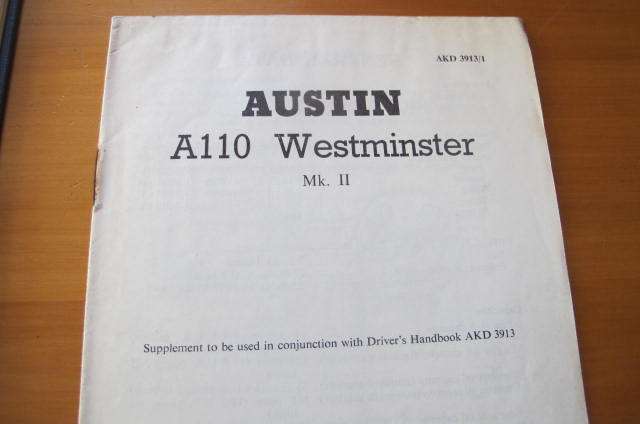 AKD 3913/1
AUSTIN
A110 Westminster
Mk. II
Supplement to be used in conjunction with Driver's Handbook AKD 3913